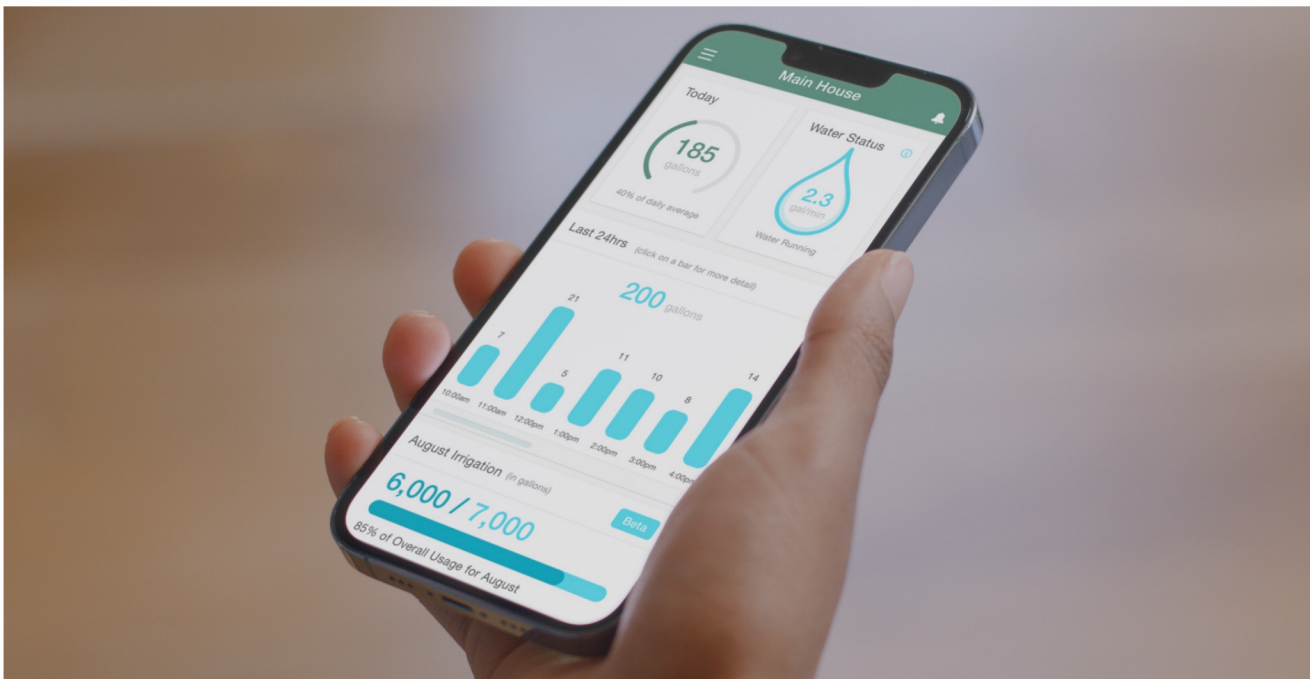 Main House
Today
185
gallons
40% of daily average
Water Status
2.3
gal/min
Water Running
Last 24hrs (click on a bar for more detail)
200 gallons
7 21 5 11 10 8 14
10:00am 11:00am 12:00pm 1:00pm 2:00pm 3:00pm 4:00pm
August Irrigation (in gallons)
6,000 / 7,000
Beta
85% of Overall Usage for August